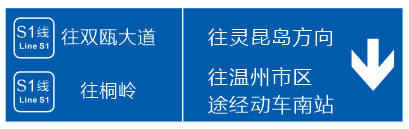 S1线
Line S1
往双瓯大道
S1线
Line S1
往桐岭
往灵昆岛方向
往温州市区
途经动车南站